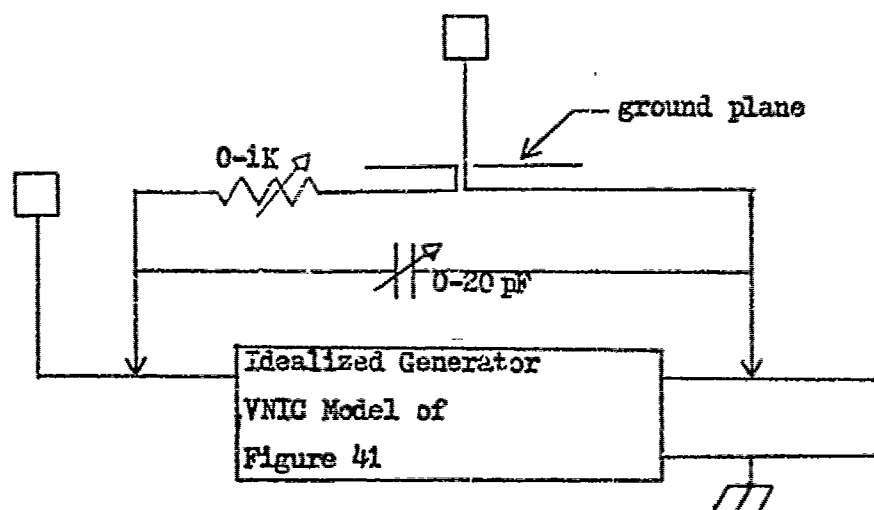 ground plane
0-1K
0-20 pF
Idealized Generator
VNIC Model of
Figure 41